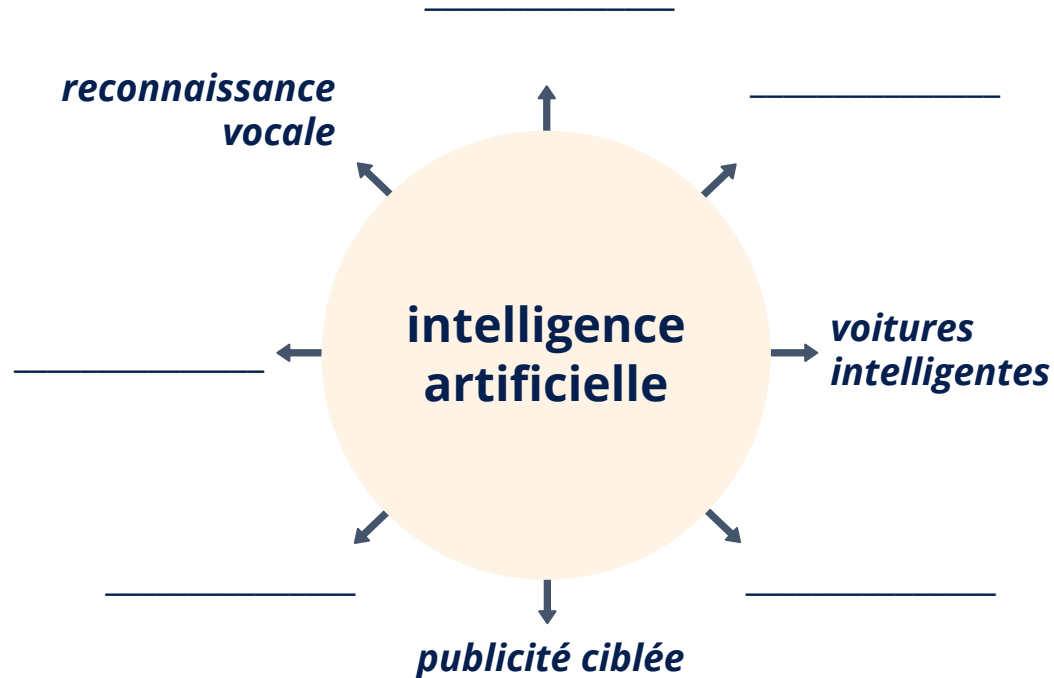 reconnaissance
vocale
intelligence
artificielle
voitures
intelligentes
publicité ciblée